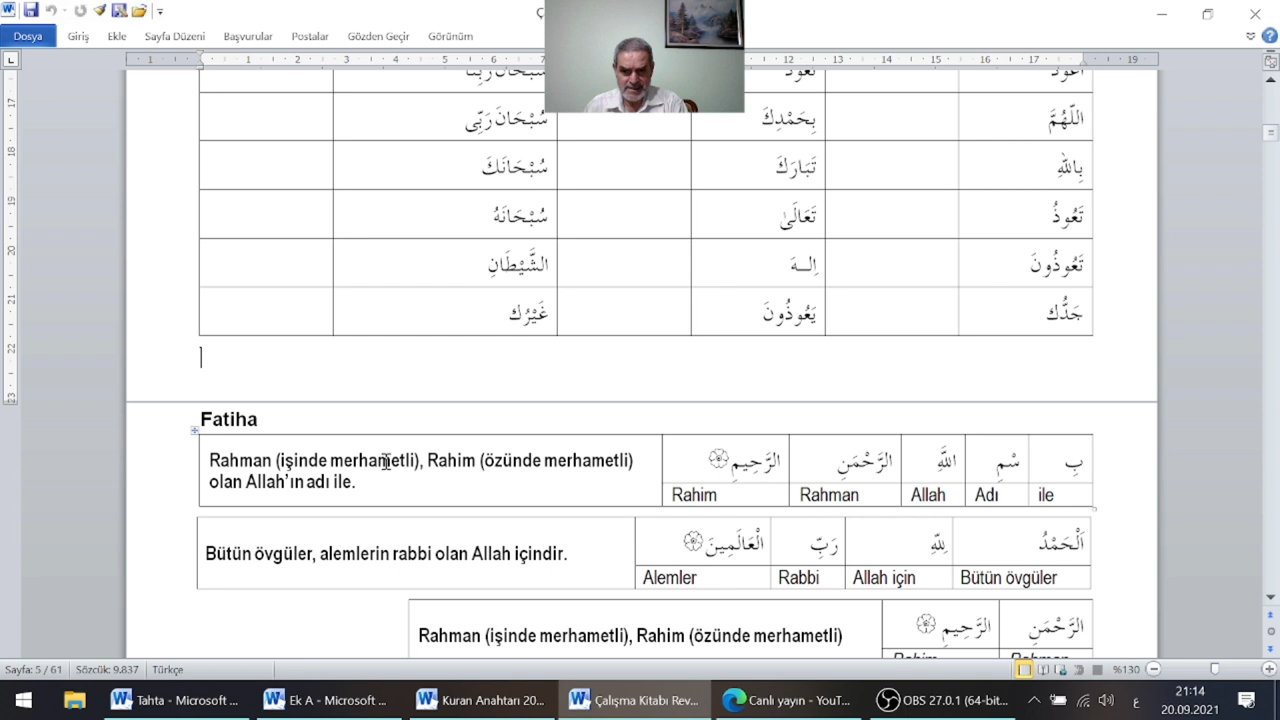 Dosya Giriş Ekle Sayfa Düzeni Başvurular Postalar Gözden Geçir Görünüm
اللّهُمَّ بِحَمْدِكَ سُبْحَانَ رَبِّى
بِاللّهِ تَبَارَكَ سُبْحَانَكَ
تَعُوذُ تَعَالَىٰ سُبْحَانَهُ
تَعُوذُونَ اِلـهَ الشَّيْطَانِ
جَدُّك يَعُوذُونَ غَيْرُك
Fatiha
بِ سْمِ اللَّهِ الرَّحْمَنِ الرَّحِيمِ
ile Adı Allah Rahman Rahim
Rahman (işinde merhametli), Rahim (özünde merhametli)
olan Allah’ın adı ile.
اَلْحَمْدُ لِلّهِ رَبِّ الْعَالَمِينَ
Bütün övgüler Allah için Rabbi Alemler
Bütün övgüler, alemlerin rabbi olan Allah içindir.
الرَّحْمَنِ الرَّحِيمِ
Rahman (işinde merhametli), Rahim (özünde merhametli)
Sayfa: 5 / 61 Sözcük: 9.837 Türkçe %130
Tahta - Microsoft ... Ek A - Microsoft ... Kuran Anahtarı 20... Çalışma Kitabı Rev... Canlı yayın - YouT... OBS 27.0.1 (64-bit... ع 21:14
20.09.2021